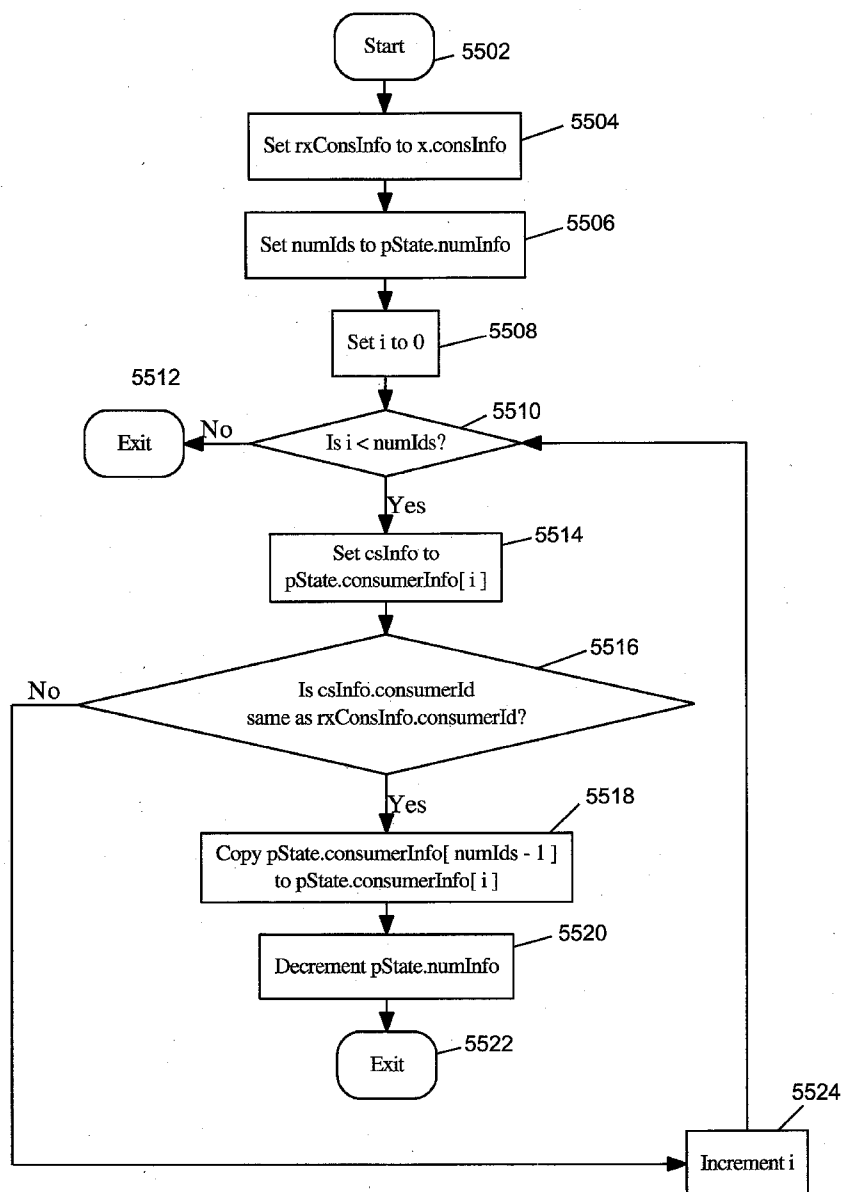 Start
5502
Set rxConsInfo to x.consInfo
5504
Set numIds to pState.numInfo
5506
Set i to 0
5508
5512
Exit
No
Is i < numIds?
5510
Yes
Set csInfo to
pState.consumerInfo[ i ]
5514
No
Is csInfo.consumerId
same as rxConsInfo.consumerId?
5516
Yes
Copy pState.consumerInfo[ numIds - 1 ]
to pState.consumerInfo[ i ]
5518
Decrement pState.numInfo
5520
Exit
5522
5524
Increment i